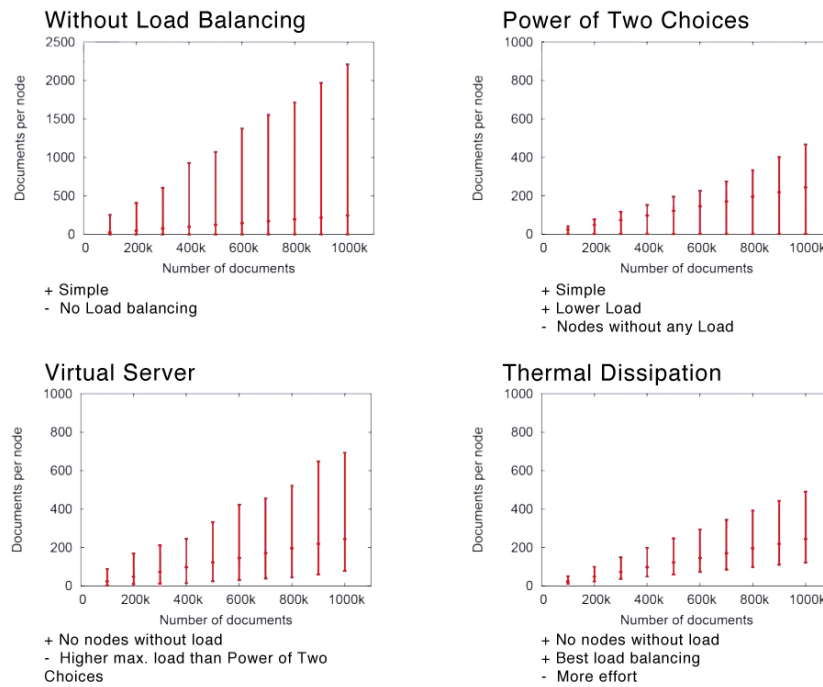 Without Load Balancing
2500
2000
1500
1000
500
0
Documents per node
0 200k 400k 600k 800k 1000k
Number of documents
+ Simple
- No Load balancing
Power of Two Choices
1000
800
600
400
200
0
Documents per node
0 200k 400k 600k 800k 1000k
Number of documents
+ Simple
+ Lower Load
- Nodes without any Load
Virtual Server
1000
800
600
400
200
0
Documents per node
0 200k 400k 600k 800k 1000k
Number of documents
+ No nodes without load
- Higher max. load than Power of Two
Choices
Thermal Dissipation
1000
800
600
400
200
0
Documents per node
0 200k 400k 600k 800k 1000k
Number of documents
+ No nodes without load
+ Best load balancing
- More effort